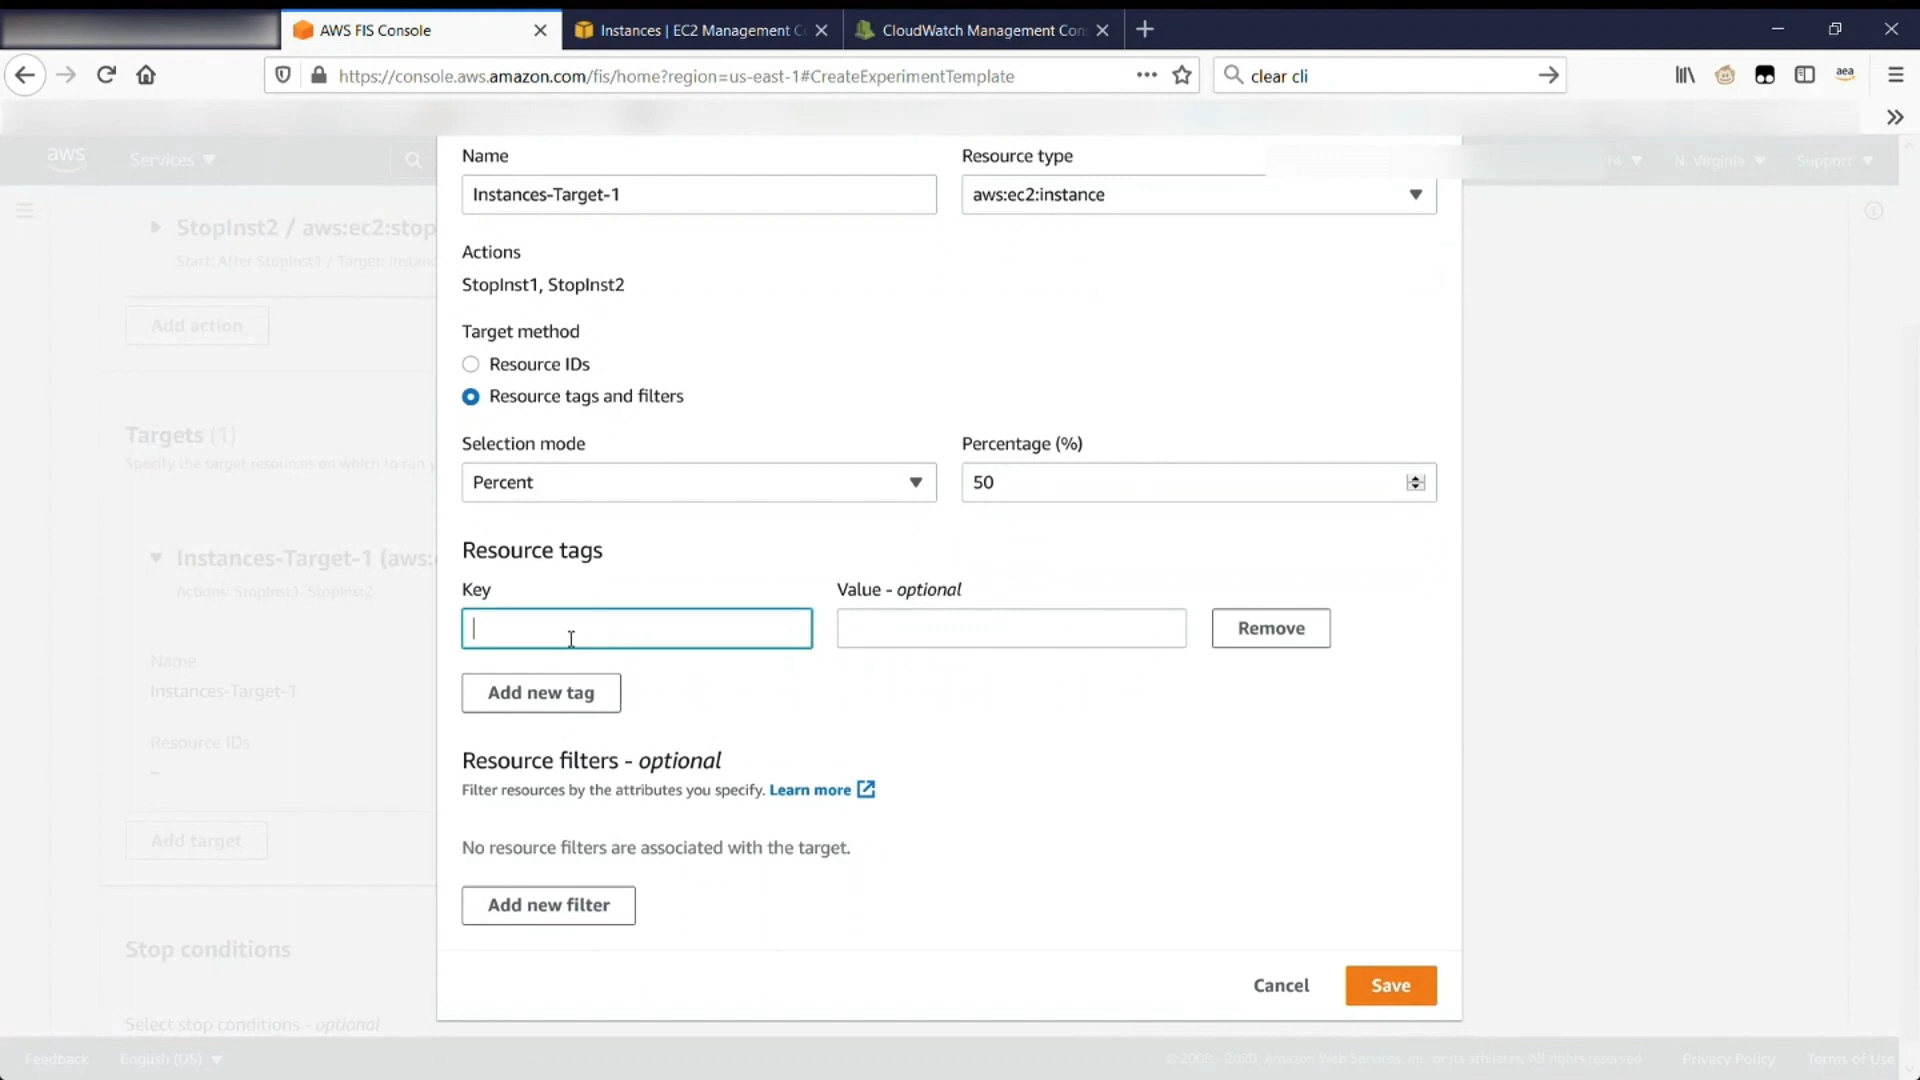 AWS FIS Console
Instances | EC2 Management C
CloudWatch Management Con
https://console.aws.amazon.com/fis/home?region=us-east-1#CreateExperimentTemplate
clear cli
aea
aws
Services
14
N. Virginia
Support
Name
Resource type
Instances-Target-1
aws:ec2:instance
StopInst2 / aws:ec2:stop
Start: After StopInst1 / Target: Instanc
Add action
Actions
StopInst1, StopInst2
Target method
Resource IDs
Resource tags and filters
Targets (1)
Specify the target resources on which to run y
Selection mode
Percentage (%)
Percent
50
Instances-Target-1 (aws:
Actions: StopInst1, StopInst2
Resource tags
Key
Value - optional
Remove
Add new tag
Name
Instances-Target-1
Resource IDs
–
Add target
Resource filters - optional
Filter resources by the attributes you specify. Learn more
No resource filters are associated with the target.
Add new filter
Stop conditions
Select stop conditions - optional
Cancel
Save
Feedback
English (US)
© 2008 - 2020, Amazon Web Services, Inc. or its affiliates. All rights reserved.
Privacy Policy
Terms of Use